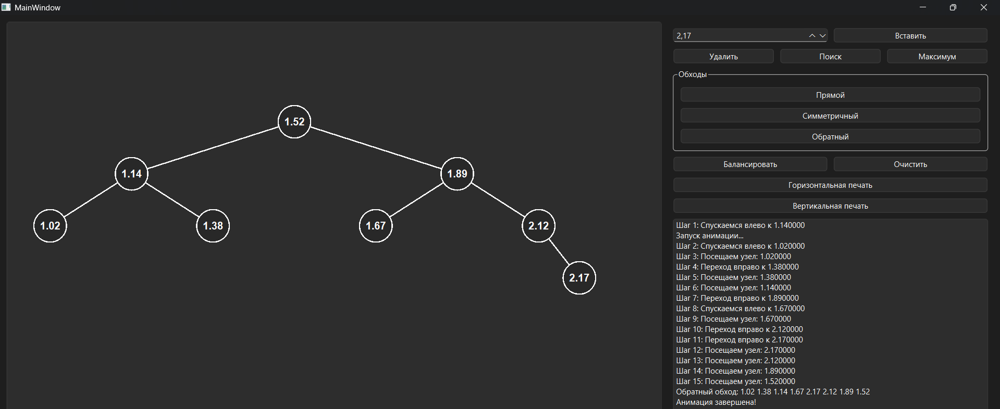 MainWindow
1.52
1.14
1.89
1.02
1.38
1.67
2.12
2.17
2,17
Вставить
Удалить
Поиск
Максимум
Обходы
Прямой
Симметричный
Обратный
Балансировать
Очистить
Горизонтальная печать
Вертикальная печать
Шаг 1: Спускаемся влево к 1.140000
Запуск анимации...
Шаг 2: Спускаемся влево к 1.020000
Шаг 3: Посещаем узел: 1.020000
Шаг 4: Переход вправо к 1.380000
Шаг 5: Посещаем узел: 1.380000
Шаг 6: Посещаем узел: 1.140000
Шаг 7: Переход вправо к 1.890000
Шаг 8: Спускаемся влево к 1.670000
Шаг 9: Посещаем узел: 1.670000
Шаг 10: Переход вправо к 2.120000
Шаг 11: Переход вправо к 2.170000
Шаг 12: Посещаем узел: 2.170000
Шаг 13: Посещаем узел: 2.120000
Шаг 14: Посещаем узел: 1.890000
Шаг 15: Посещаем узел: 1.520000
Обратный обход: 1.02 1.38 1.14 1.67 2.17 2.12 1.89 1.52
Анимация завершена!